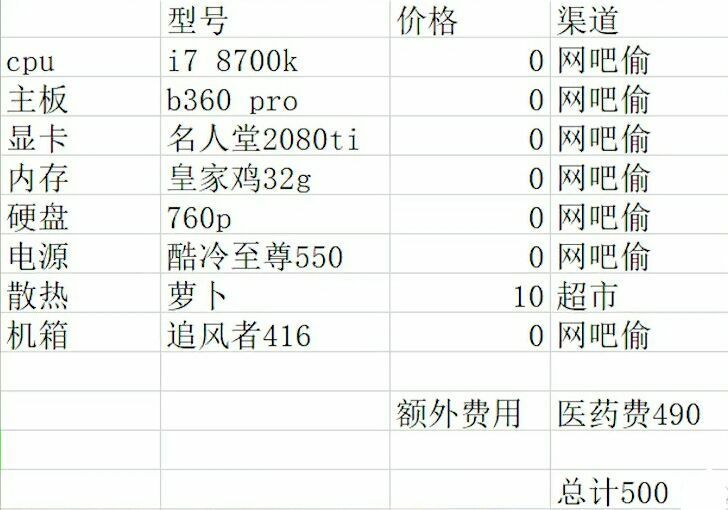 型号 价格 渠道
cpu i7 8700k 0 网吧偷
主板 b360 pro 0 网吧偷
显卡 名人堂2080ti 0 网吧偷
内存 皇家鸡32g 0 网吧偷
硬盘 760p 0 网吧偷
电源 酷冷至尊550 0 网吧偷
散热 萝卜 10 超市
机箱 追风者416 0 网吧偷
额外费用 医药费490
总计500